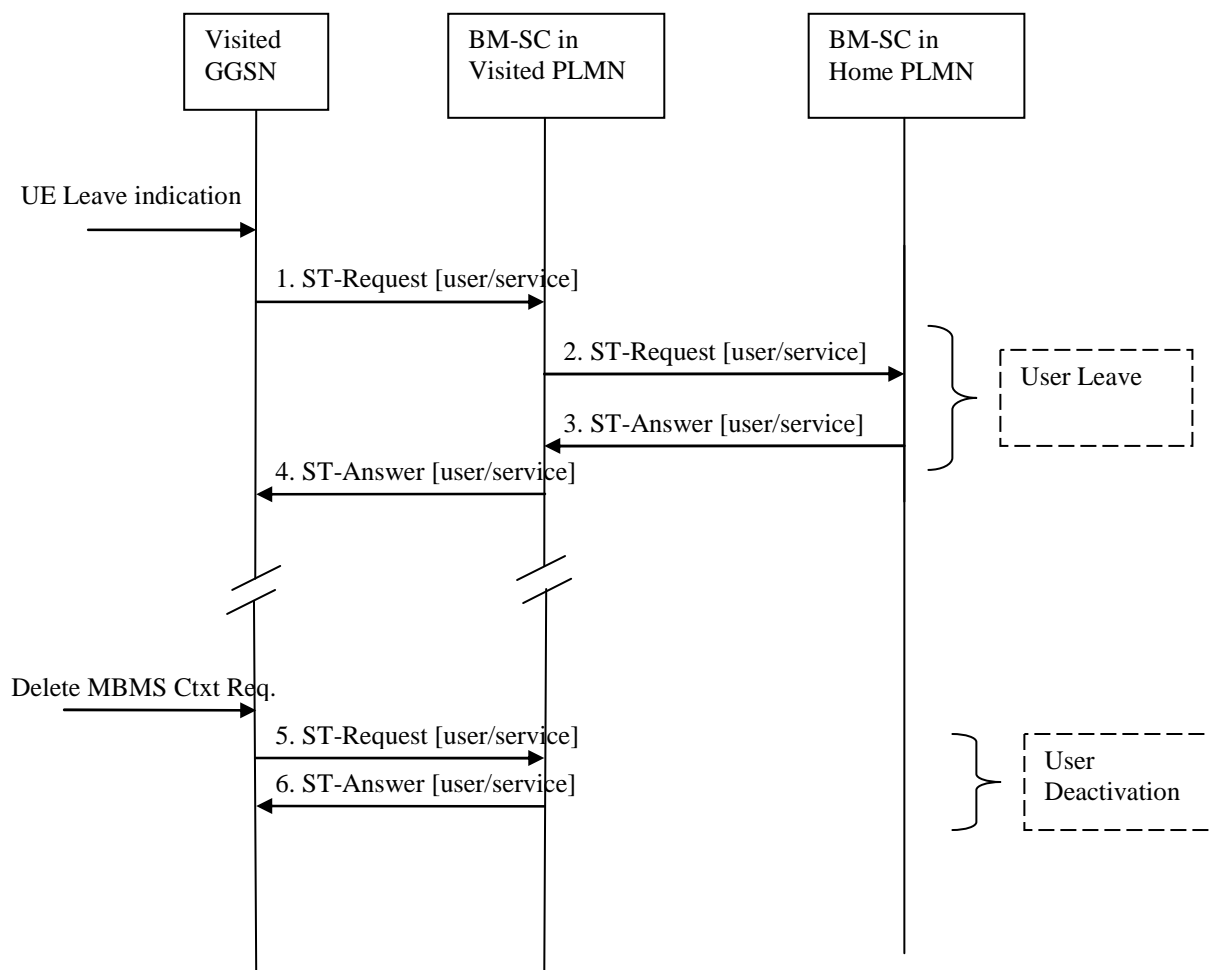 Visited
GGSN
BM-SC in
Visited PLMN
BM-SC in
Home PLMN
UE Leave indication
1. ST-Request [user/service]
2. ST-Request [user/service]
User Leave
3. ST-Answer [user/service]
4. ST-Answer [user/service]
Delete MBMS Ctxt Req.
5. ST-Request [user/service]
User
Deactivation
6. ST-Answer [user/service]